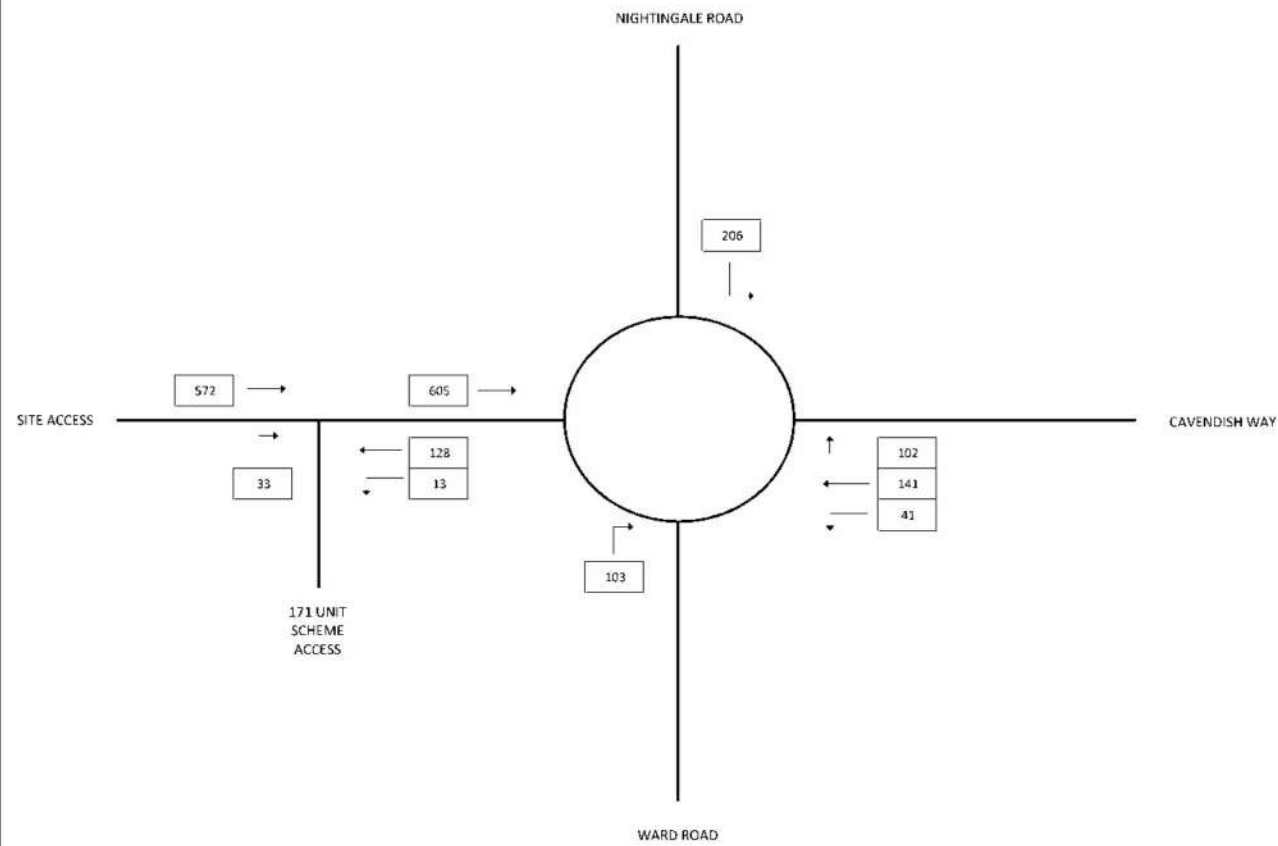 NIGHTINGALE ROAD
206
572
605
SITE ACCESS
CAVENDISH WAY
33
128
13
102
141
41
103
171 UNIT
SCHEME
ACCESS
WARD ROAD